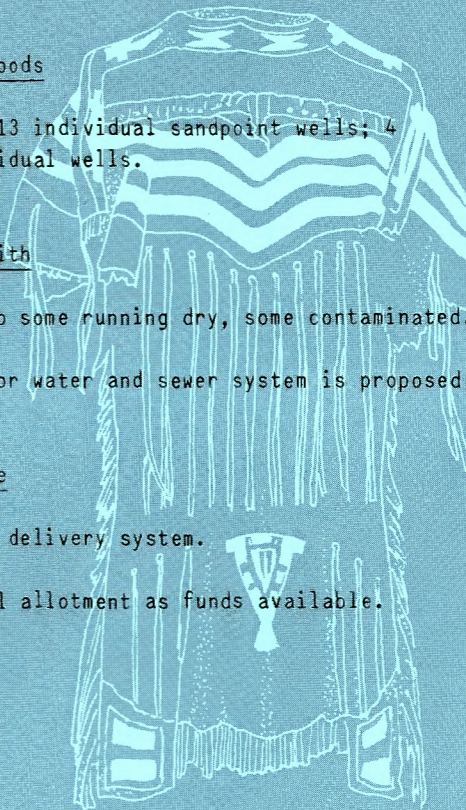 oods
13 individual sandpoint wells; 4
idual wells.
ith
o some running dry, some contaminated.
or water and sewer system is proposed
e
delivery system.
l allotment as funds available.